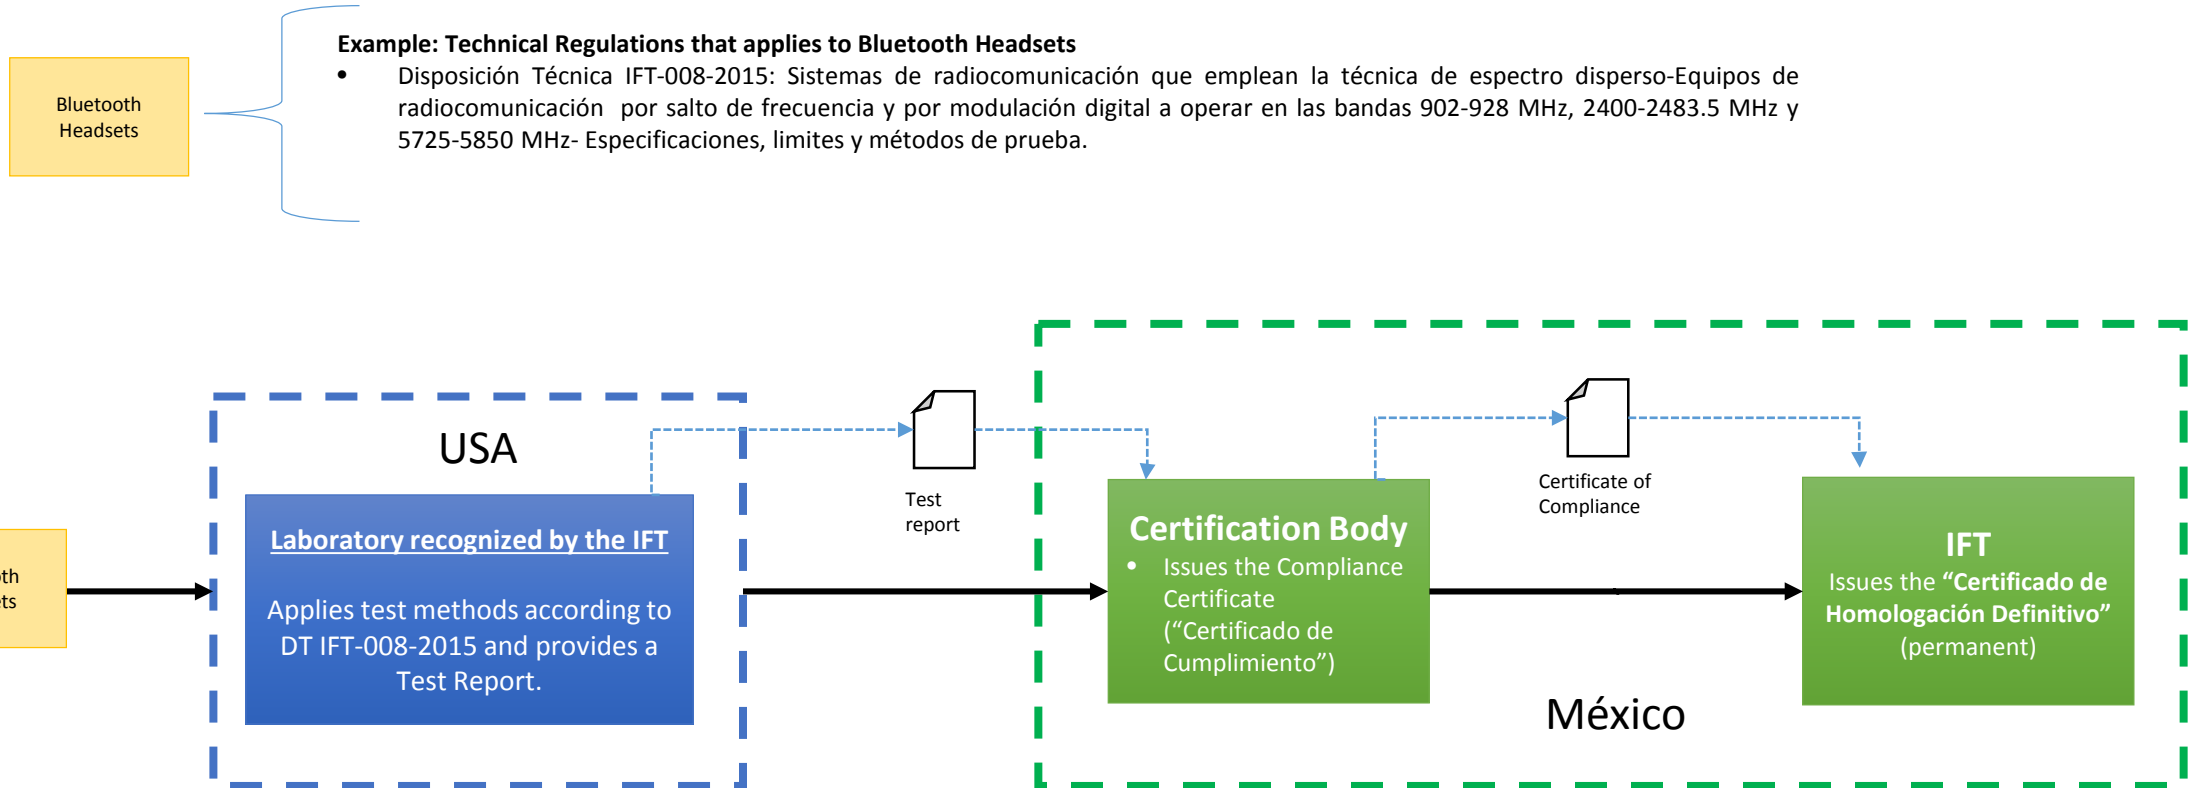 Example: Technical Regulations that applies to Bluetooth Headsets
• Disposición Técnica IFT-008-2015: Sistemas de radiocomunicación que emplean la técnica de espectro disperso-Equipos de
radiocomunicación por salto de frecuencia y por modulación digital a operar en las bandas 902-928 MHz, 2400-2483.5 MHz y
5725-5850 MHz- Especificaciones, limites y métodos de prueba.
Bluetooth
Headsets
USA
Laboratory recognized by the IFT
Applies test methods according to
DT IFT-008-2015 and provides a
Test Report.
Test
report
Certification Body
• Issues the Compliance
Certificate
(“Certificado de
Cumplimiento”)
Certificate of
Compliance
IFT
Issues the “Certificado de
Homologación Definitivo”
(permanent)
México